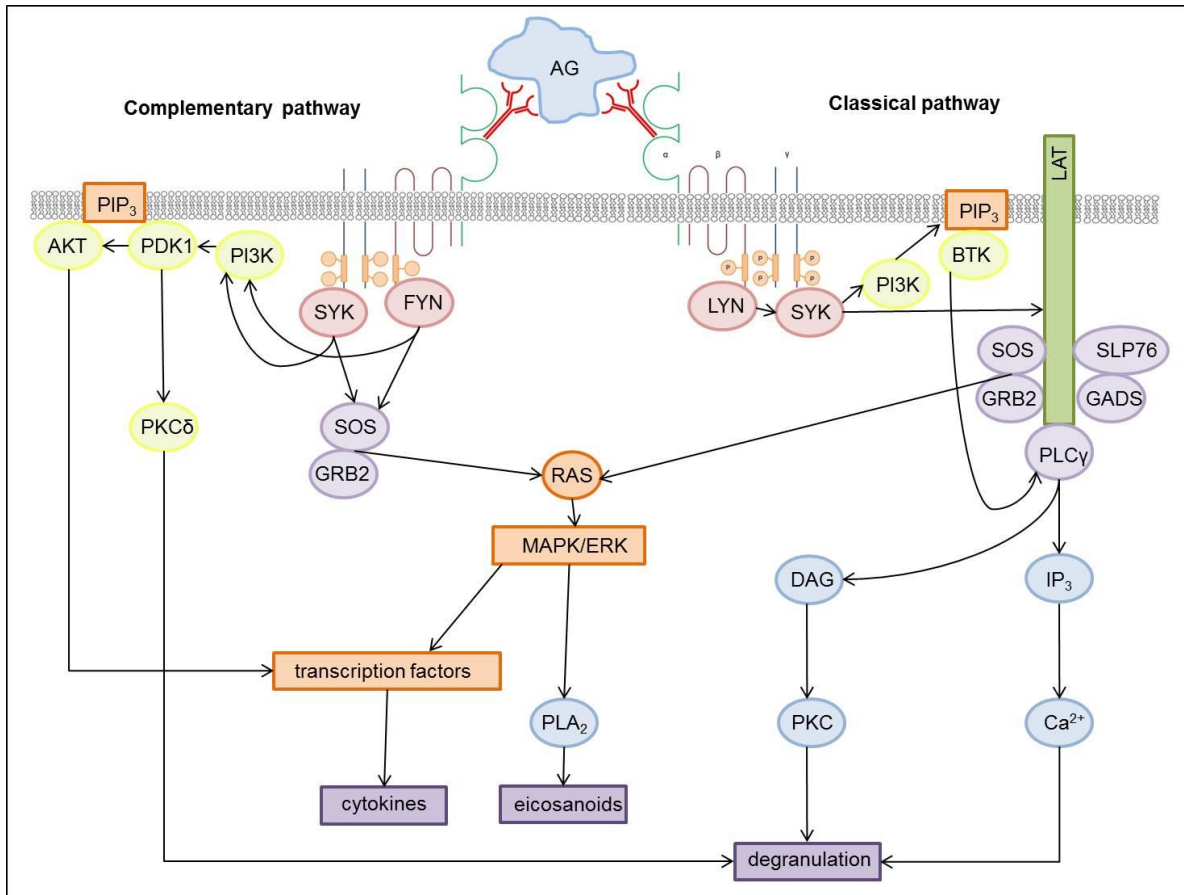 AG
Complementary pathway
Classical pathway
α
β
γ
LAT
PIP₃
PIP₃
AKT
PDK1
PI3K
BTK
PI3K
P
P
P
P
P
SYK
FYN
LYN
SYK
SOS
SLP76
GRB2
GADS
PKCδ
SOS
GRB2
RAS
PLCγ
MAPK/ERK
DAG
IP₃
transcription factors
PLA₂
PKC
Ca²⁺
cytokines
eicosanoids
degranulation